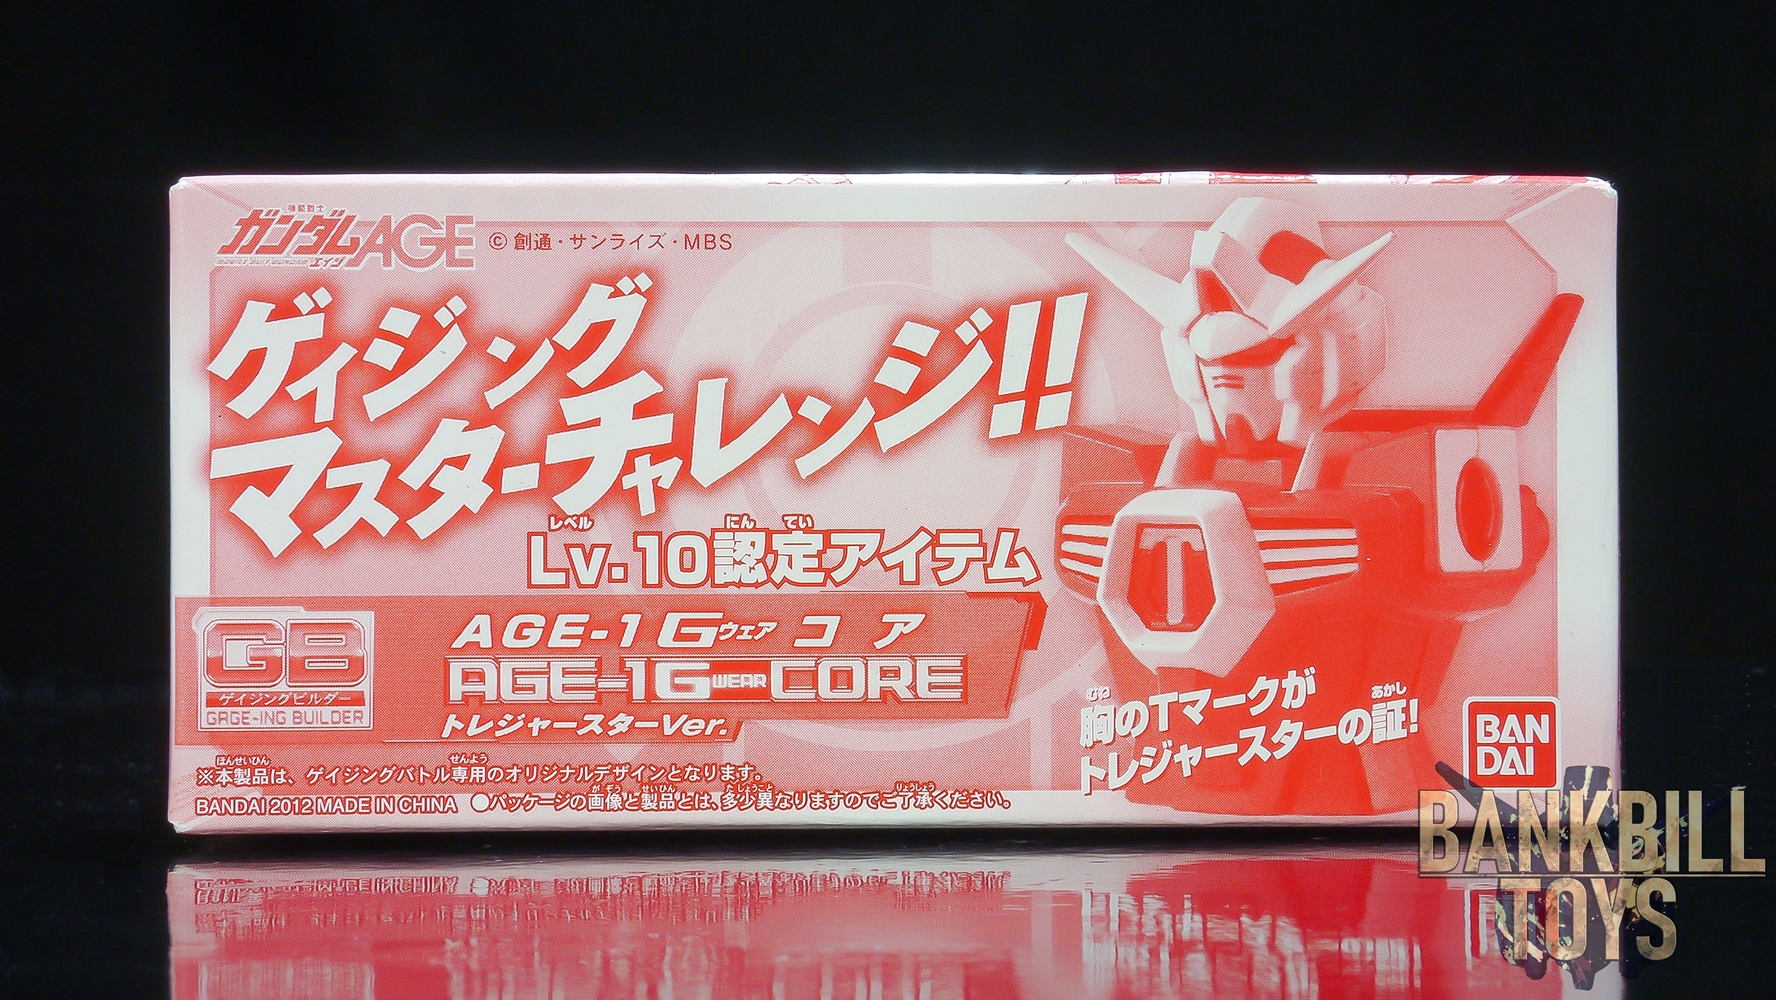 機動戦士
ガンダムAGE
MOBILE SUIT GUNDAM エイジ
© 創通・サンライズ・MBS
ゲイジング
マスターチャレンジ!!
レベル にん てい
Lv.10認定アイテム
GB
ゲイジングビルダー
GAGE-ING BUILDER
AGE-1 Gウェア コア
AGE-1G WEAR CORE
トレジャースターVer.
T
むね
胸のTマークが
あかし
トレジャースターの証!
BAN
DAI
ほんせいひん せんよう
※本製品は、ゲイジングバトル専用のオリジナルデザインとなります。
がぞう せいひん たしょうこと りょうしょう
BANDAI 2012 MADE IN CHINA ●パッケージの画像と製品とは、多少異なりますのでご了承ください。
BANKBILL
TOYS